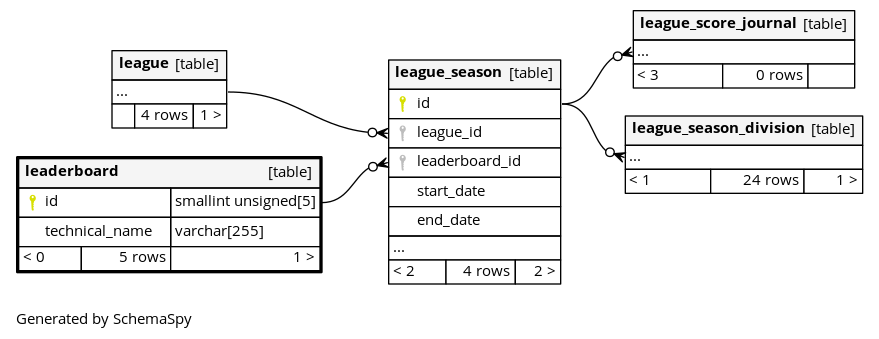 league [table]
...
4 rows 1 >
leaderboard [table]
id smallint unsigned[5]
technical_name varchar[255]
< 0 5 rows 1 >
league_season [table]
id
league_id
leaderboard_id
start_date
end_date
...
< 2 4 rows 2 >
league_score_journal [table]
...
< 3 0 rows
league_season_division [table]
...
< 1 24 rows 1 >
Generated by SchemaSpy